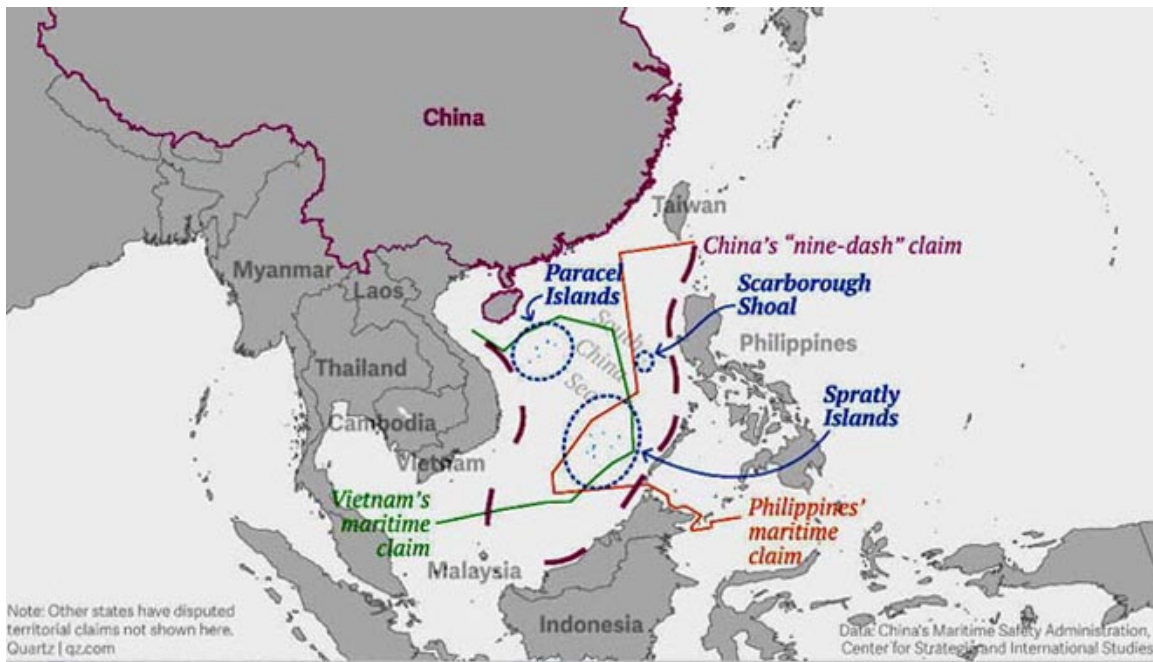 China
Taiwan
China's "nine-dash" claim
Myanmar
Laos
Paracel
Islands
Scarborough
Shoal
South
China
Sea
Philippines
Thailand
Spratly
Islands
Cambodia
Vietnam
Vietnam's
maritime
claim
Philippines'
maritime
claim
Malaysia
Indonesia
Note: Other states have disputed
territorial claims not shown here.
Quartz | qz.com
Data: China's Maritime Safety Administration,
Center for Strategic and International Studies